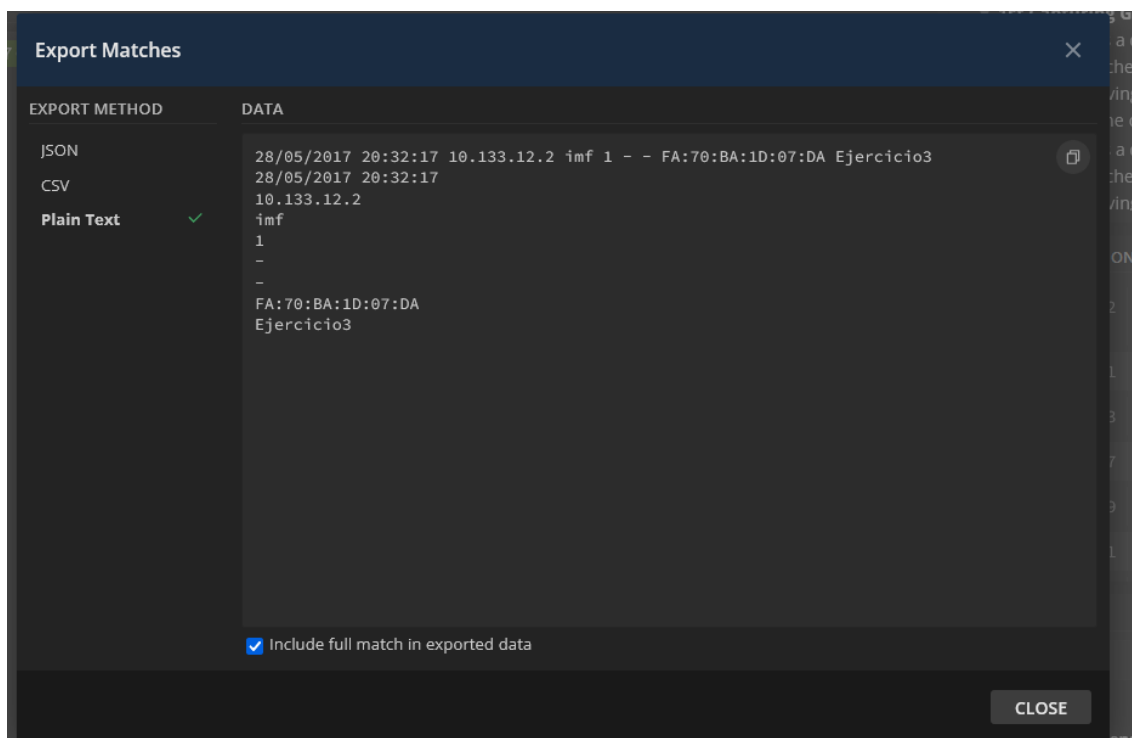 Export Matches
EXPORT METHOD
DATA
JSON
CSV
Plain Text
28/05/2017 20:32:17 10.133.12.2 imf 1 - - FA:70:BA:1D:07:DA Ejercicio3
28/05/2017 20:32:17
10.133.12.2
imf
1
-
-
FA:70:BA:1D:07:DA
Ejercicio3
Include full match in exported data
CLOSE